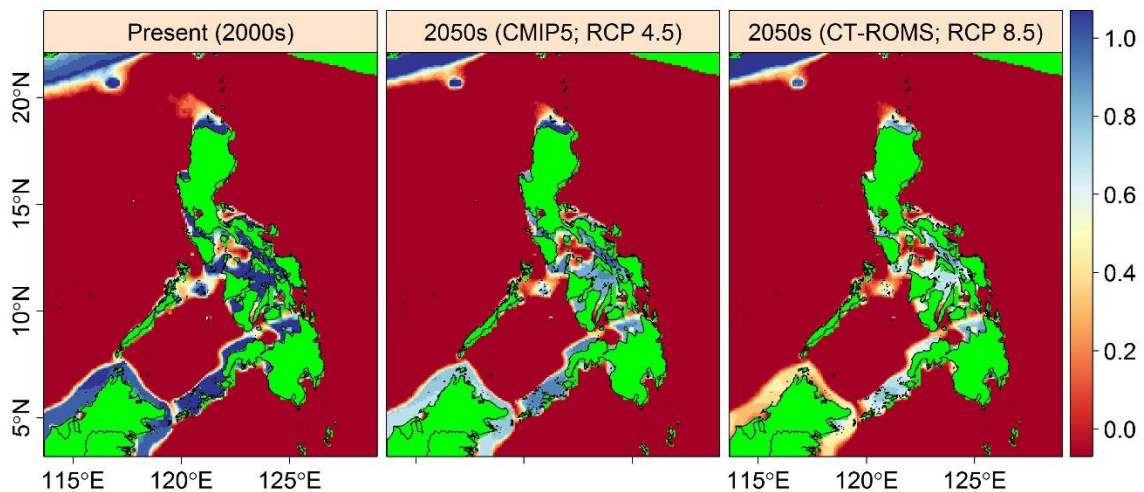 Present (2000s)
2050s (CMIP5; RCP 4.5)
2050s (CT-ROMS; RCP 8.5)
20°N
15°N
10°N
5°N
1.0
0.8
0.6
0.4
0.2
0.0
115°E
120°E
125°E
115°E
120°E
125°E